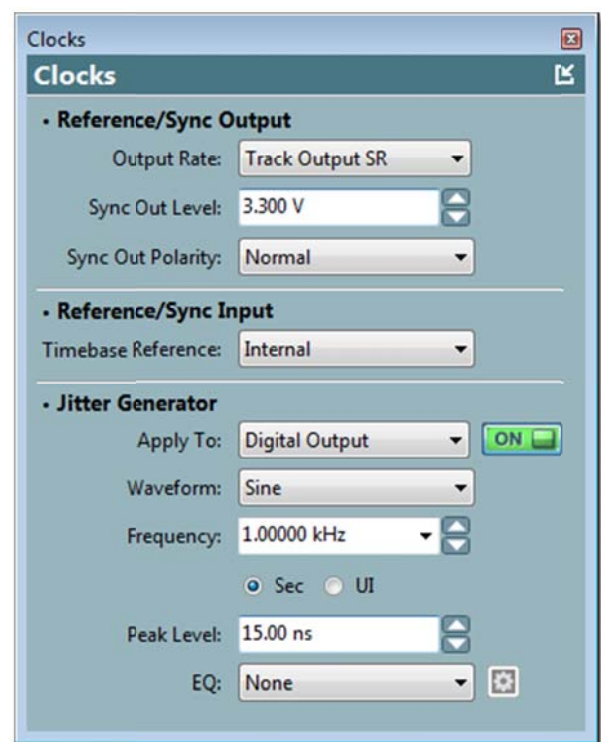 Clocks
Clocks
• Reference/Sync Output
Output Rate: Track Output SR
Sync Out Level: 3.300 V
Sync Out Polarity: Normal
• Reference/Sync Input
Timebase Reference: Internal
• Jitter Generator
Apply To: Digital Output ON
Waveform: Sine
Frequency: 1.00000 kHz
Sec UI
Peak Level: 15.00 ns
EQ: None